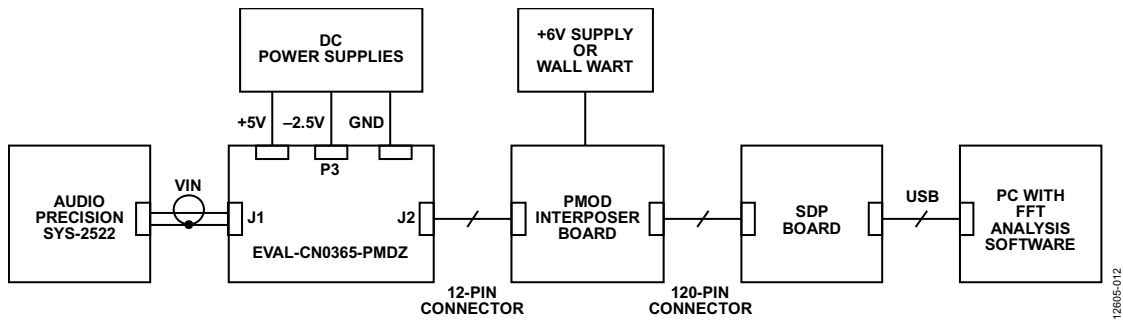 DC
POWER SUPPLIES
+6V SUPPLY
OR
WALL WART
+5V
–2.5V
GND
P3
AUDIO
PRECISION
SYS-2522
VIN
J1
J2
EVAL-CN0365-PMDZ
PMOD
INTERPOSER
BOARD
SDP
BOARD
USB
PC WITH
FFT
ANALYSIS
SOFTWARE
12-PIN
CONNECTOR
120-PIN
CONNECTOR
12605-012